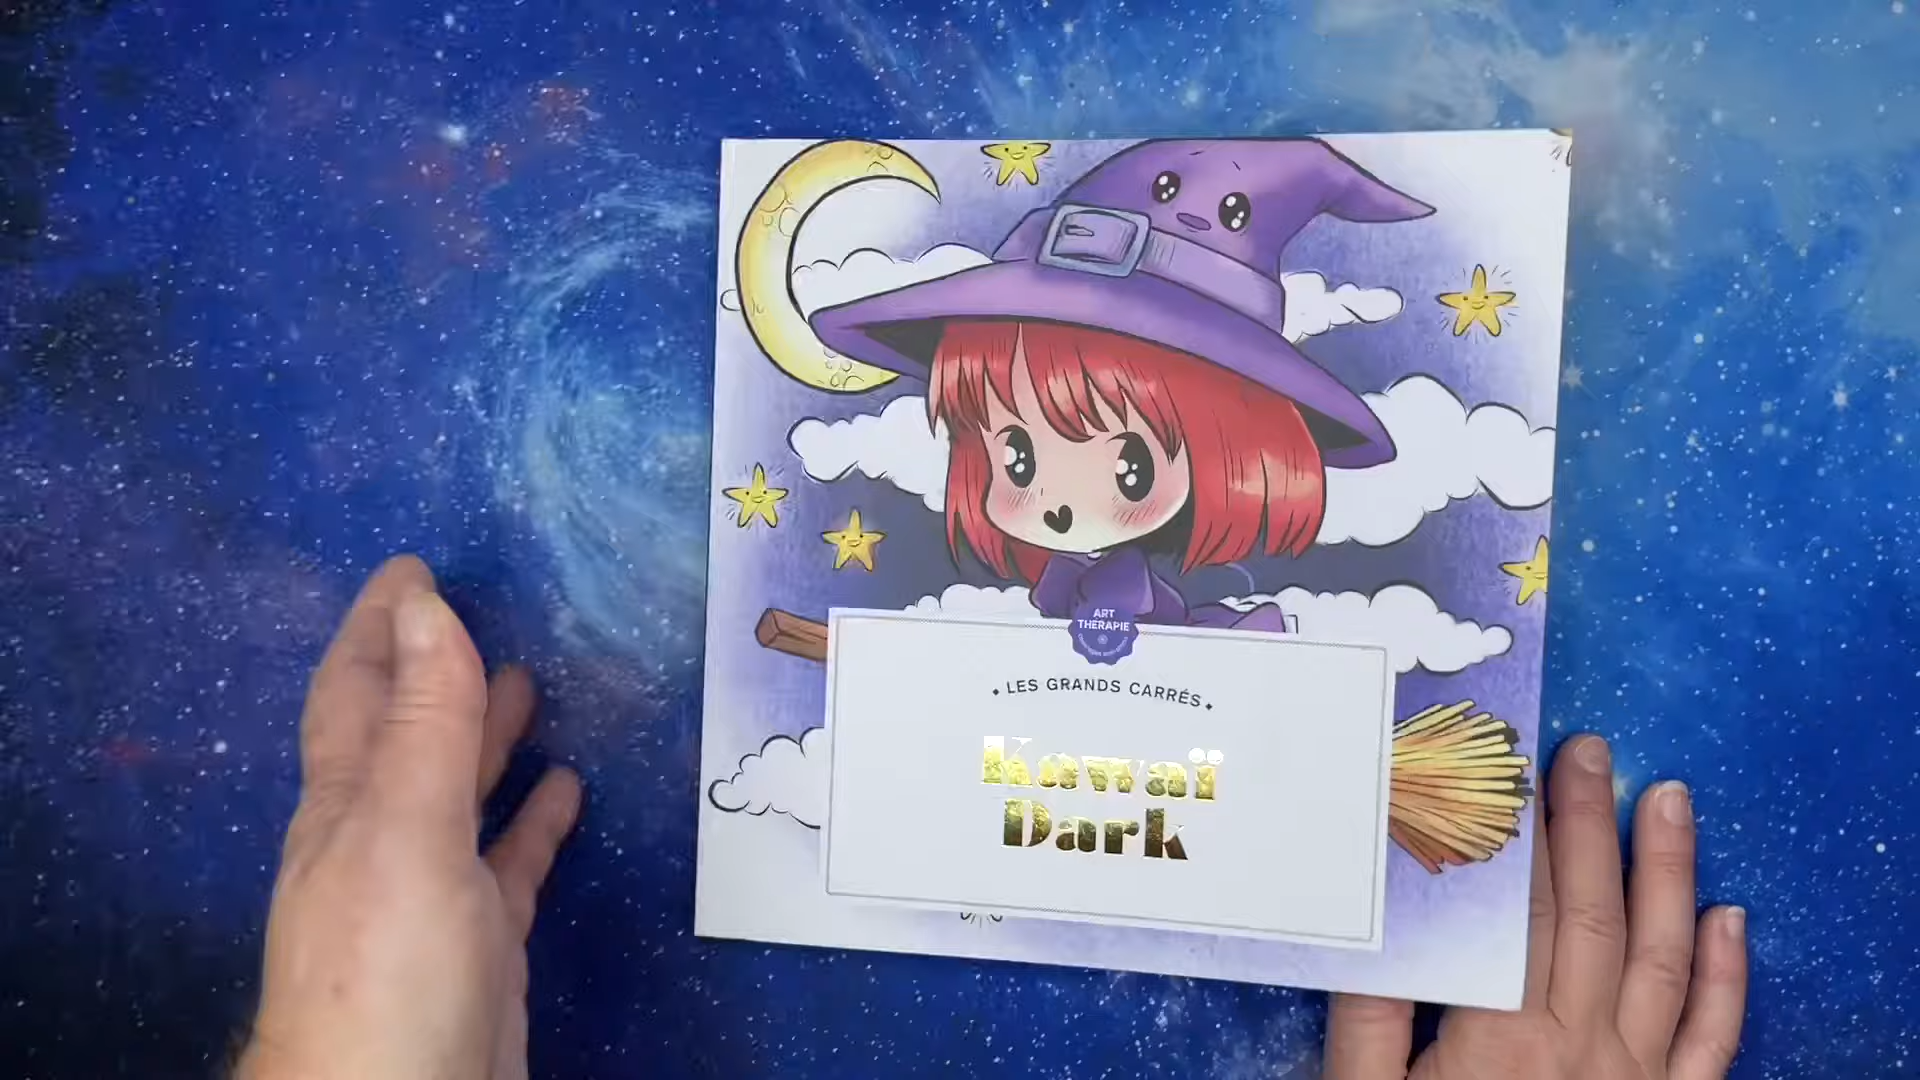 ART
THÉRAPIE
• LES GRANDS CARRÉS •
Kawaï
Dark